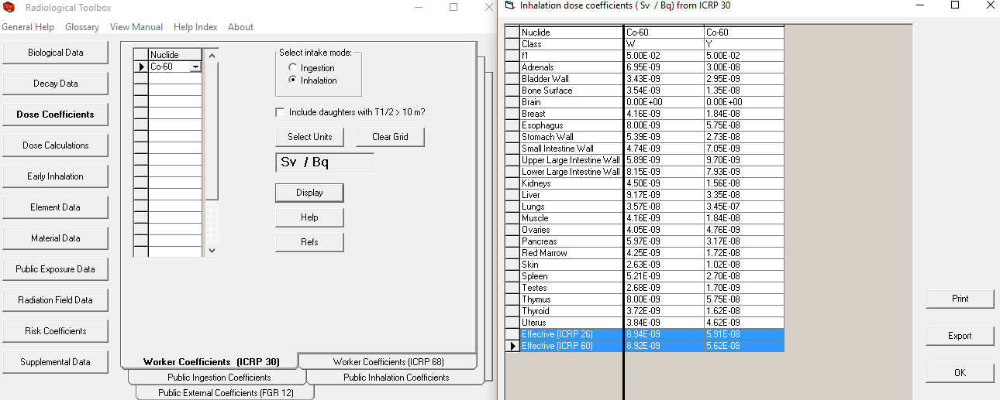 Radiological Toolbox
General Help Glossary View Manual Help Index About
Biological Data
Decay Data
Dose Coefficients
Dose Calculations
Early Inhalation
Element Data
Material Data
Public Exposure Data
Radiation Field Data
Risk Coefficients
Supplemental Data
Nuclide
Co-60
Select intake mode:
Ingestion
Inhalation
Include daughters with T1/2 > 10 m?
Select Units Clear Grid
Sv / Bq
Display
Help
Refs
Worker Coefficients (ICRP 30) Worker Coefficients (ICRP 68)
Public Ingestion Coefficients Public Inhalation Coefficients
Public External Coefficients (FGR 12)
Inhalation dose coefficients ( Sv / Bq) from ICRP 30
Nuclide Co-60 Co-60
Class W Y
f1 5.00E-02 5.00E-02
Adrenals 6.95E-09 3.00E-08
Bladder Wall 3.43E-09 2.95E-09
Bone Surface 3.54E-09 1.35E-08
Brain 0.00E+00 0.00E+00
Breast 4.16E-09 1.84E-08
Esophagus 8.00E-09 5.75E-08
Stomach Wall 5.39E-09 2.73E-08
Small Intestine Wall 4.74E-09 7.05E-09
Upper Large Intestine Wall 5.89E-09 9.70E-09
Lower Large Intestine Wall 8.15E-09 7.93E-09
Kidneys 4.50E-09 1.56E-08
Liver 9.17E-09 3.35E-08
Lungs 3.57E-08 3.45E-07
Muscle 4.16E-09 1.84E-08
Ovaries 4.05E-09 4.76E-09
Pancreas 5.97E-09 3.17E-08
Red Marrow 4.25E-09 1.72E-08
Skin 2.63E-09 1.02E-08
Spleen 5.21E-09 2.70E-08
Testes 2.68E-09 1.70E-09
Thymus 8.00E-09 5.75E-08
Thyroid 3.72E-09 1.62E-08
Uterus 3.84E-09 4.62E-09
Effective (ICRP 26) 8.94E-09 5.91E-08
Effective (ICRP 60) 8.92E-09 5.62E-08
Print
Export
OK